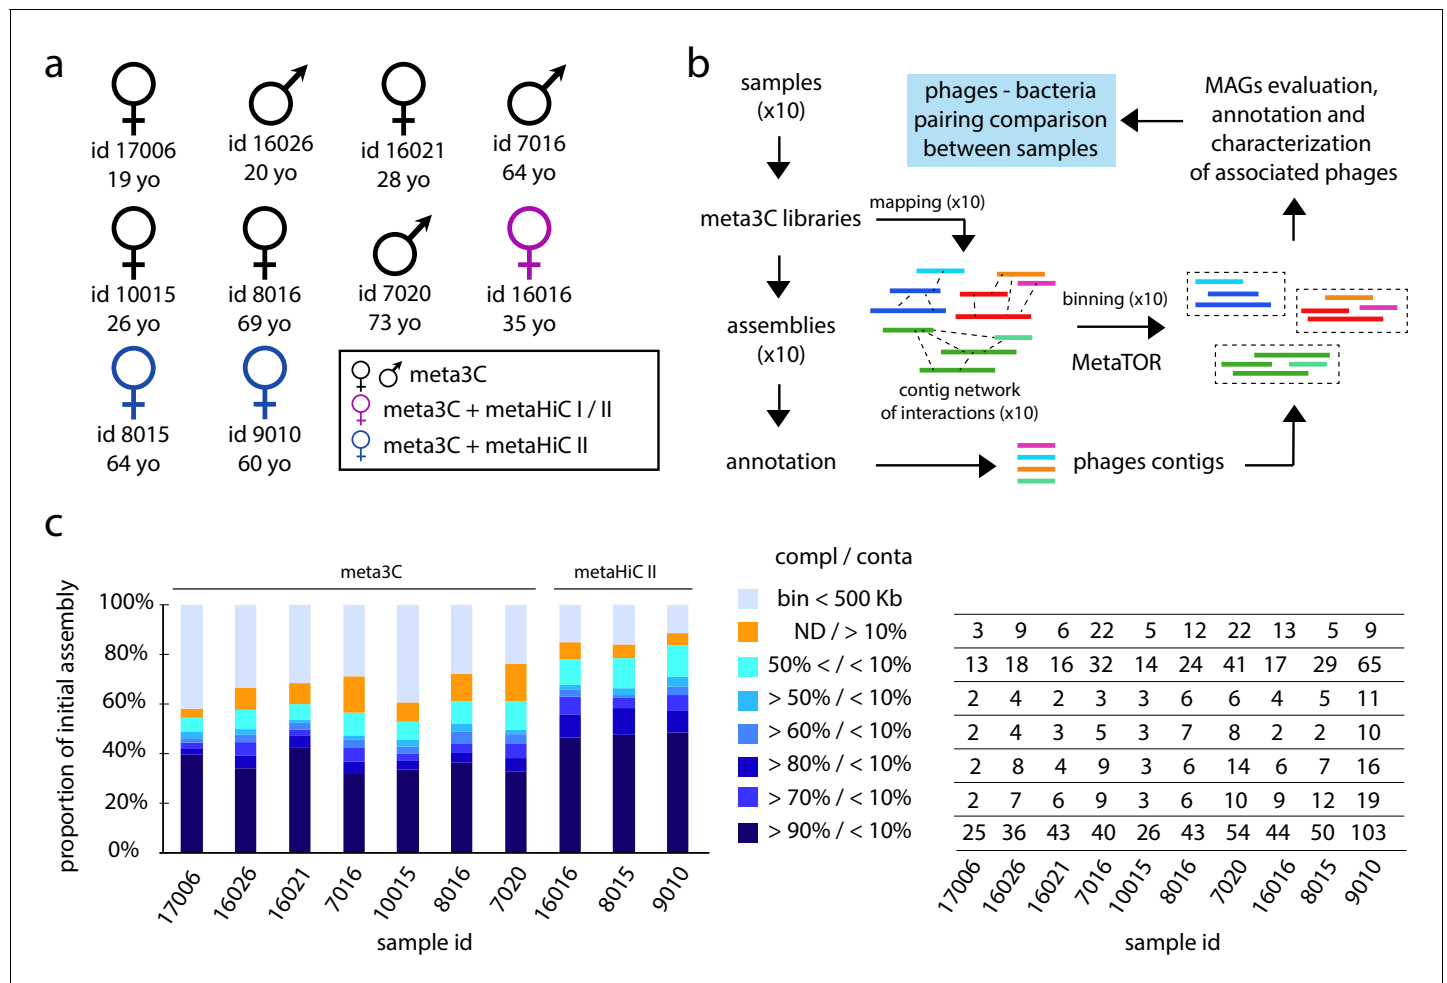 a
id 17006
19 yo
id 16026
20 yo
id 16021
28 yo
id 7016
64 yo
id 10015
26 yo
id 8016
69 yo
id 7020
73 yo
id 16016
35 yo
id 8015
64 yo
id 9010
60 yo
meta3C
meta3C + metaHiC I / II
meta3C + metaHiC II
b
samples
(x10)
meta3C libraries
assemblies
(x10)
annotation
mapping (x10)
contig network
of interactions (x10)
binning (x10)
MetaTOR
phages contigs
MAGs evaluation,
annotation and
characterization
of associated phages
phages - bacteria
pairing comparison
between samples
c
proportion of initial assembly
100%
80%
60%
40%
20%
0%
meta3C
metaHiC II
17006 16026 16021 7016 10015 8016 7020 16016 8015 9010
sample id
compl / conta
bin < 500 Kb
ND / > 10%
50% < / < 10%
> 50% / < 10%
> 60% / < 10%
> 80% / < 10%
> 70% / < 10%
> 90% / < 10%
3 9 6 22 5 12 22 13 5 9
13 18 16 32 14 24 41 17 29 65
2 4 2 3 3 6 6 4 5 11
2 4 3 5 3 7 8 2 2 10
2 8 4 9 3 6 14 6 7 16
2 7 6 9 3 6 10 9 12 19
25 36 43 40 26 43 54 44 50 103
17006 16026 16021 7016 10015 8016 7020 16016 8015 9010
sample id